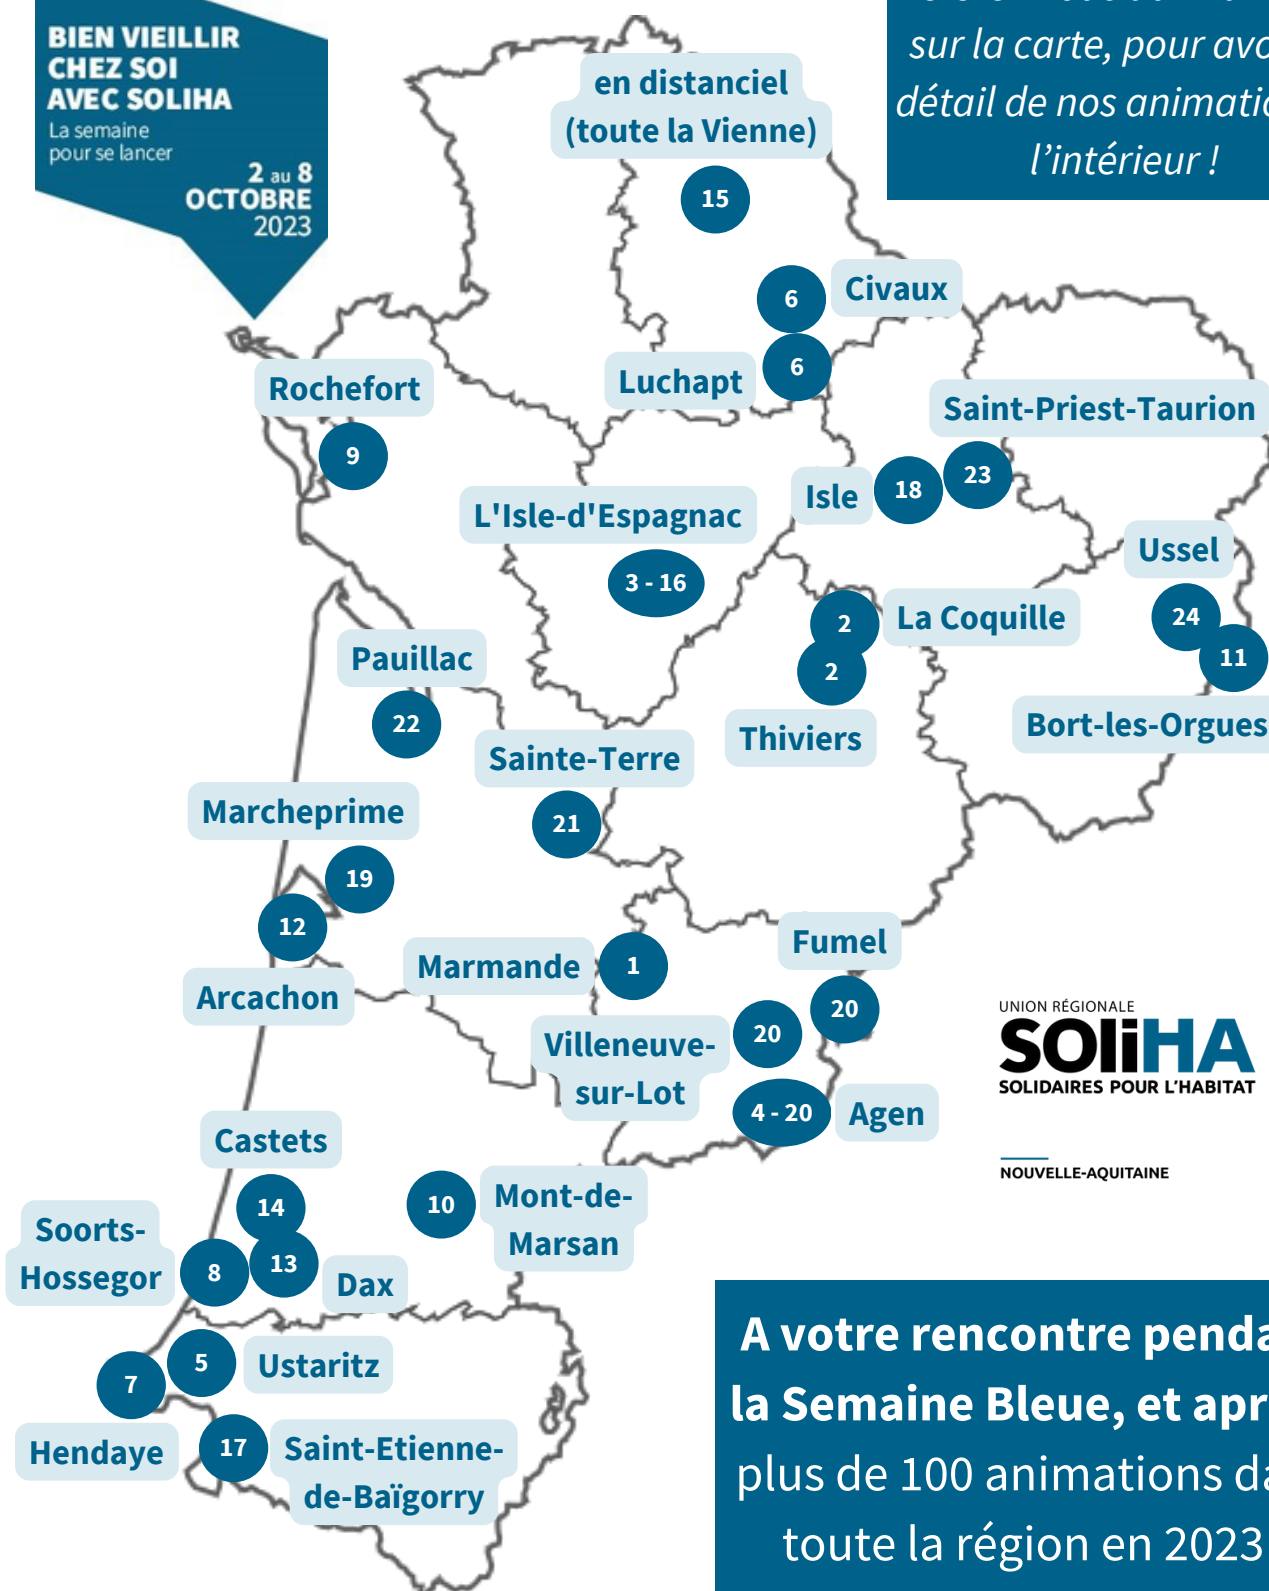 BIEN VIEILLIR
CHEZ SOI
AVEC SOLIHA
La semaine
pour se lancer
2 au 8
OCTOBRE
2023
sur la carte, pour
détail de nos
l'intérieur !
en distanciel
(toute la Vienne)
15
6
Civaux
Luchapt
6
Rochefort
9
Saint-Priest-Taurion
Isle
18
23
L'Isle-d'Espagnac
3 - 16
Ussel
24
11
Bort-les-Orgues
2
La Coquille
2
Thiviers
Pauillac
22
Sainte-Terre
21
Marcheprime
19
12
Arcachon
Marmande
1
Fumel
20
Villeneuve-
sur-Lot
20
4 - 20
Agen
UNION RÉGIONALE
SOliHA
SOLIDAIRES POUR L'HABITAT
NOUVELLE-AQUITAINE
Castets
14
10
Mont-de-
Marsan
Soorts-
Hossegor
8
13
Dax
5
Ustaritz
7
Hendaye
17
Saint-Etienne-
de-Baïgorry
A votre rencontre
la Semaine Bleue, et
plus de 100 animations
toute la région en 2023